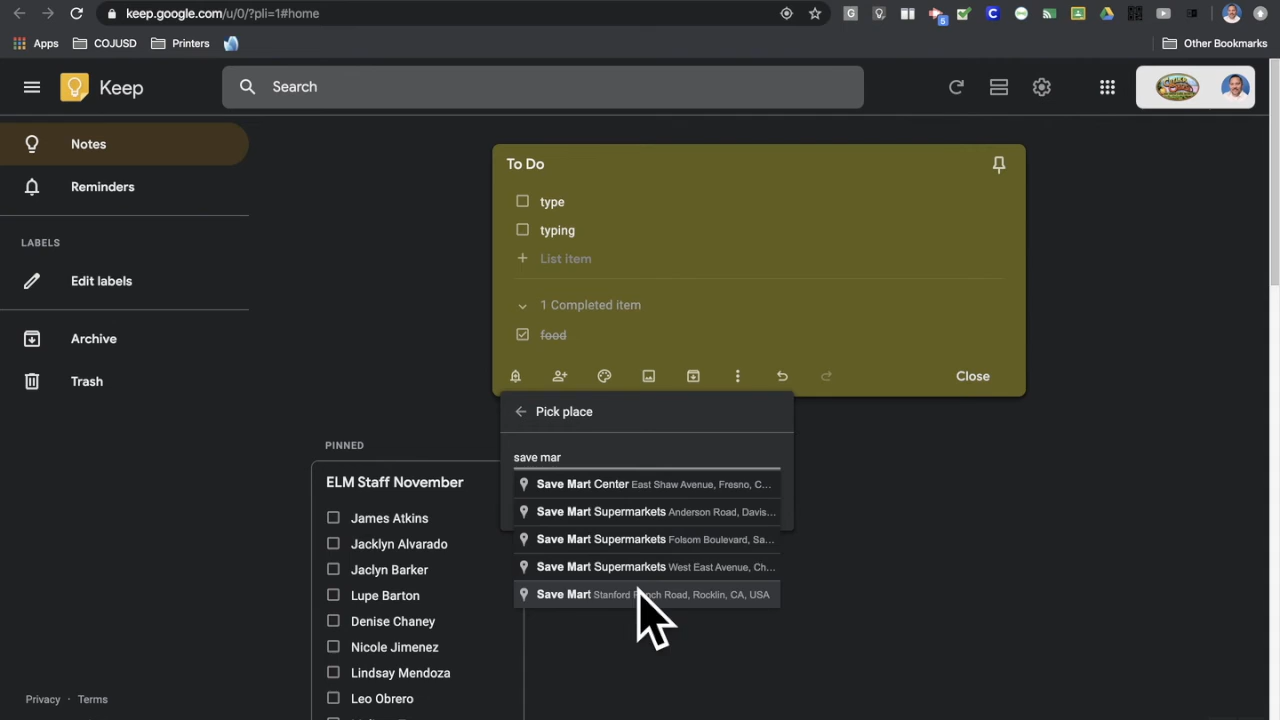 keep.google.com/u/0/?pli=1#home
G
5
C
Apps
COJUSD
Printers
Other Bookmarks
Keep
Search
Notes
Reminders
LABELS
Edit labels
Archive
Trash
To Do
type
typing
+ List item
1 Completed item
food
Close
Pick place
save mar
Save Mart Center East Shaw Avenue, Fresno, C...
Save Mart Supermarkets Anderson Road, Davis...
Save Mart Supermarkets Folsom Boulevard, Sa...
Save Mart Supermarkets West East Avenue, Ch...
Save Mart Stanford Ranch Road, Rocklin, CA, USA
PINNED
ELM Staff November
James Atkins
Jacklyn Alvarado
Jaclyn Barker
Lupe Barton
Denise Chaney
Nicole Jimenez
Lindsay Mendoza
Leo Obrero
Privacy · Terms